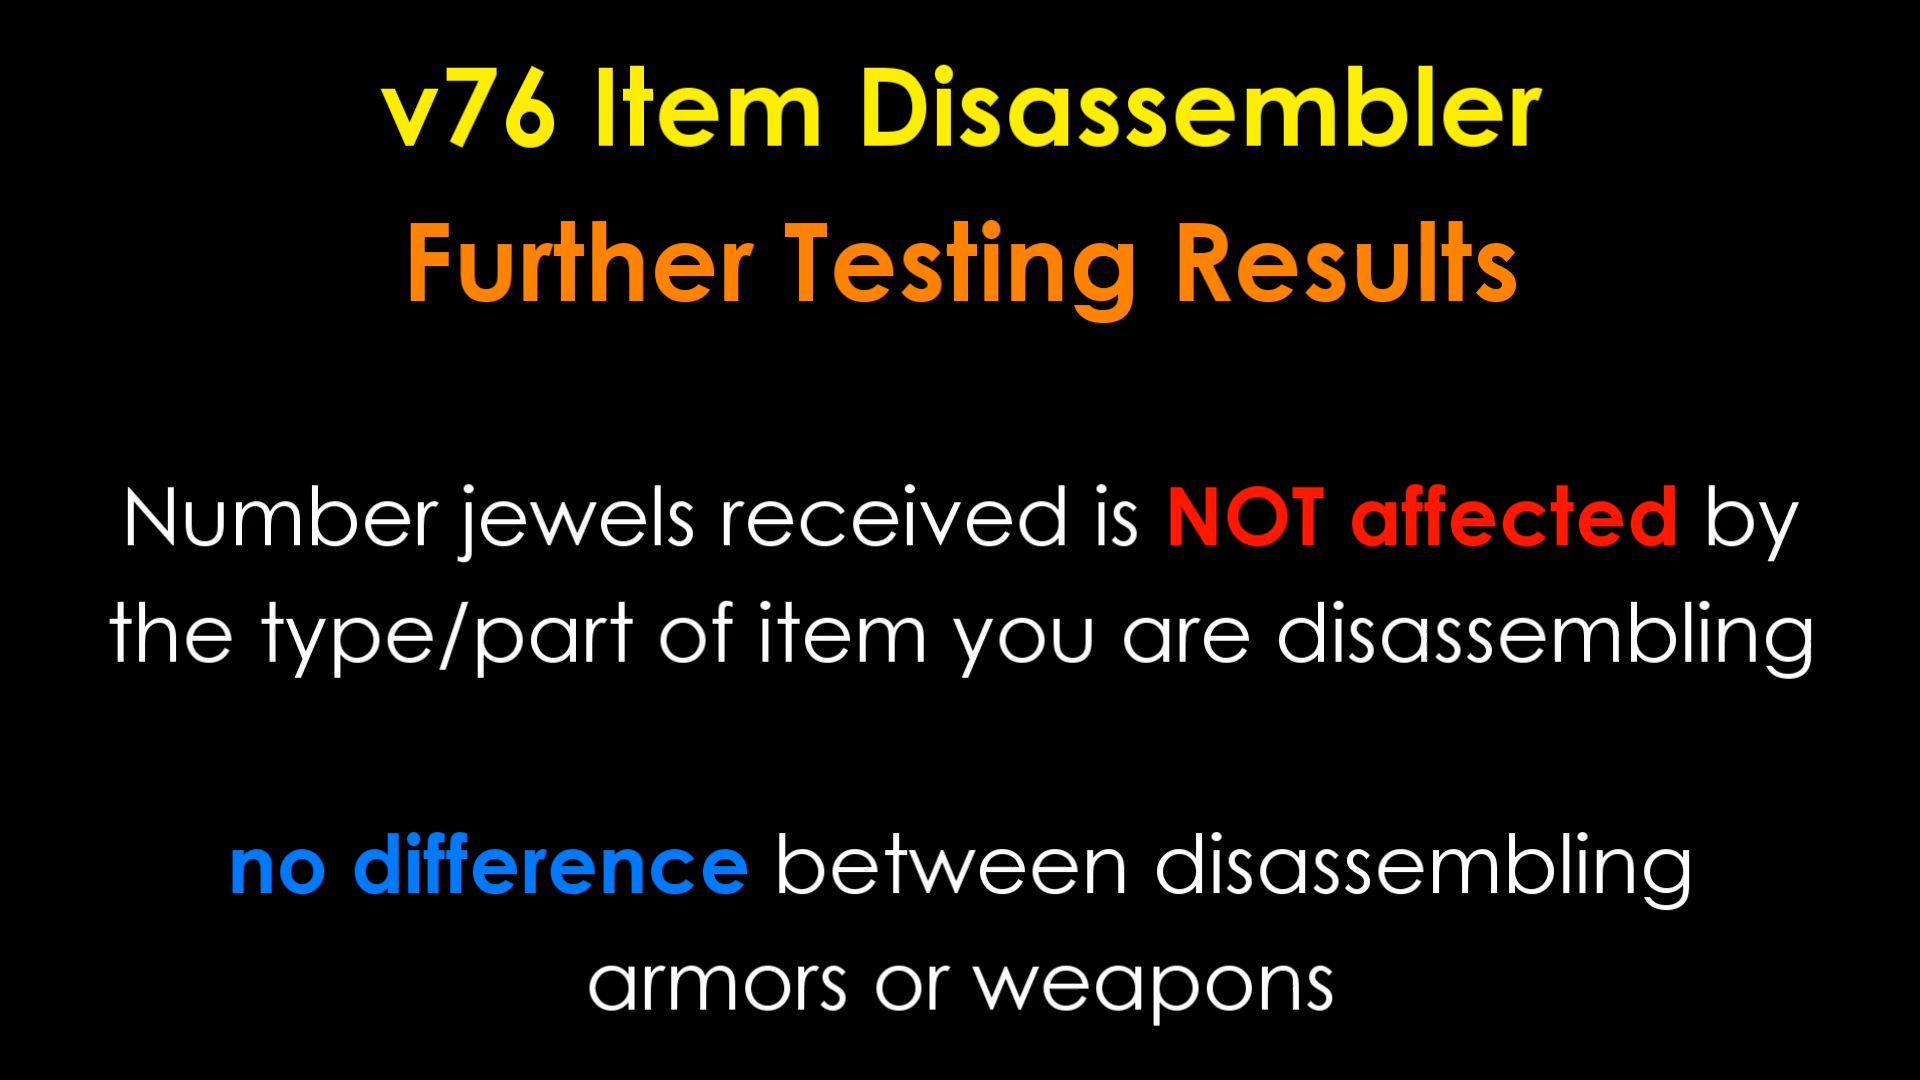 v76 Item Disassembler
Further Testing Results
Number jewels received is NOT affected by
the type/part of item you are disassembling
no difference between disassembling
armors or weapons